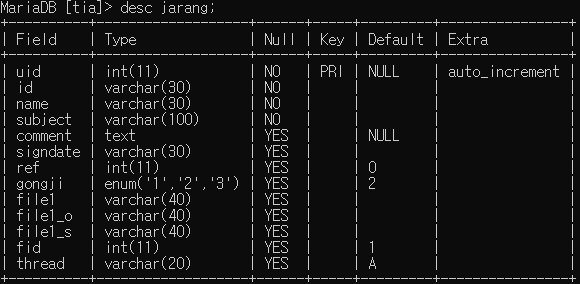 MariaDB [tia]> desc jarang;
+----------+-------------------+------+-----+---------+----------------+
| Field | Type | Null | Key | Default | Extra |
+----------+-------------------+------+-----+---------+----------------+
| uid | int(11) | NO | PRI | NULL | auto_increment |
| id | varchar(30) | NO | | | |
| name | varchar(30) | NO | | | |
| subject | varchar(100) | NO | | | |
| comment | text | YES | | NULL | |
| signdate | varchar(30) | YES | | | |
| ref | int(11) | YES | | 0 | |
| gongji | enum('1','2','3') | YES | | 2 | |
| file1 | varchar(40) | YES | | | |
| file1_o | varchar(40) | YES | | | |
| file1_s | varchar(40) | YES | | | |
| fid | int(11) | YES | | 1 | |
| thread | varchar(20) | YES | | A | |
+----------+-------------------+------+-----+---------+----------------+